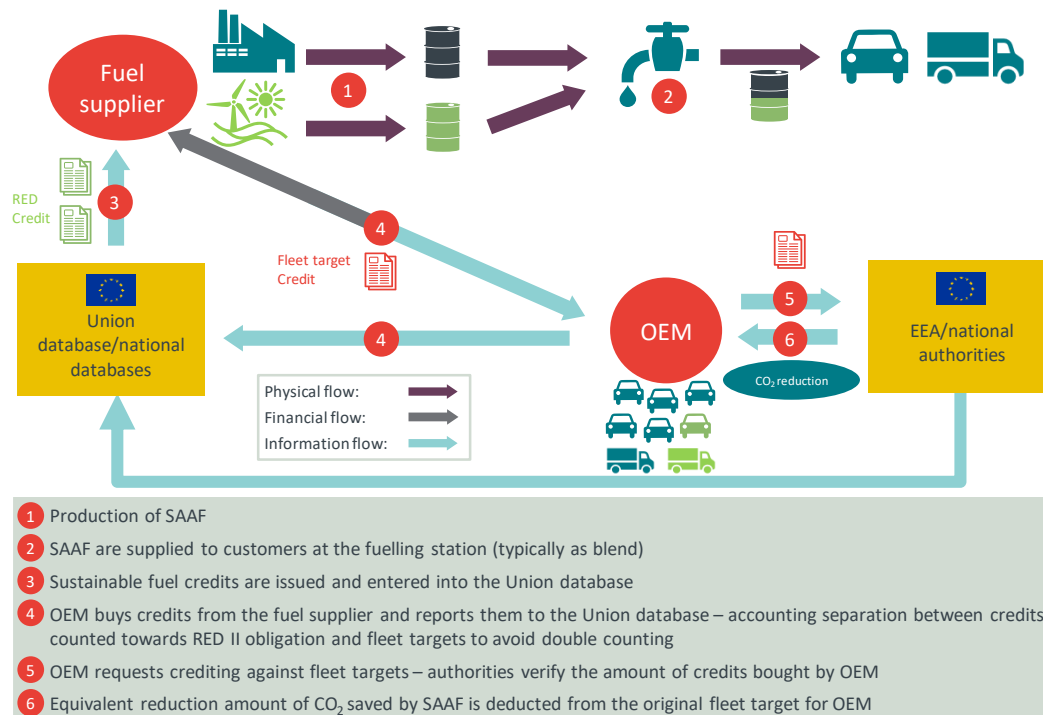 Fuel
supplier
1
2
3
RED
Credit
4
Fleet target
Credit
Union
database/national
databases
4
OEM
5
6
CO₂ reduction
EEA/national
authorities
Physical flow:
Financial flow:
Information flow:
1 Production of SAAF
2 SAAF are supplied to customers at the fuelling station (typically as blend)
3 Sustainable fuel credits are issued and entered into the Union database
4 OEM buys credits from the fuel supplier and reports them to the Union database – accounting separation between credits
counted towards RED II obligation and fleet targets to avoid double counting
5 OEM requests crediting against fleet targets – authorities verify the amount of credits bought by OEM
6 Equivalent reduction amount of CO₂ saved by SAAF is deducted from the original fleet target for OEM